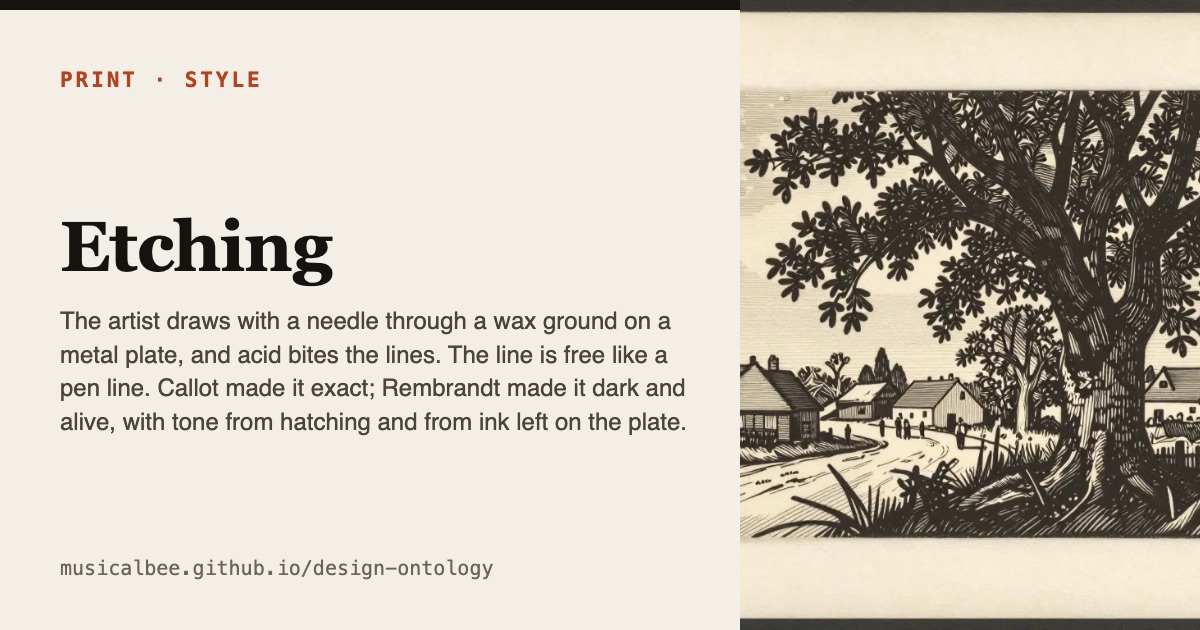 PRINT · STYLE
Etching
The artist draws with a needle through a wax ground on a
metal plate, and acid bites the lines. The line is free like a
pen line. Callot made it exact; Rembrandt made it dark and
alive, with tone from hatching and from ink left on the plate.
musicalbee.github.io/design-ontology